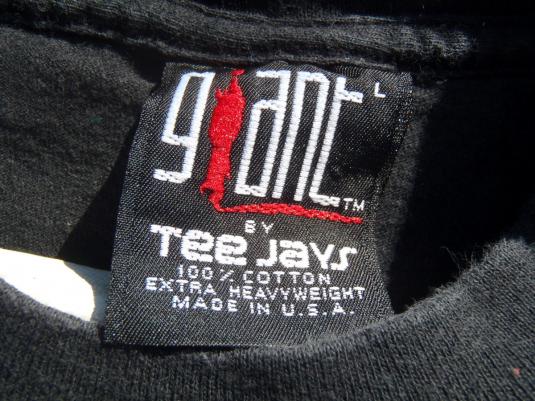 giant L
TM
BY
Tee Jays
100% COTTON
EXTRA HEAVYWEIGHT
MADE IN U.S.A.